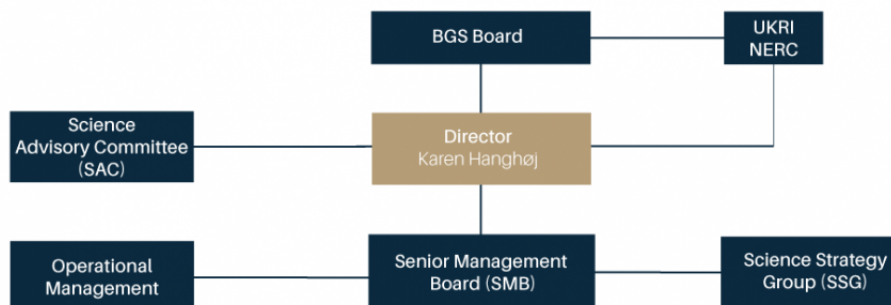 BGS Board
UKRI
NERC
Science
Advisory Committee
(SAC)
Director
Karen Hanghøj
Operational
Management
Senior Management
Board (SMB)
Science Strategy
Group (SSG)